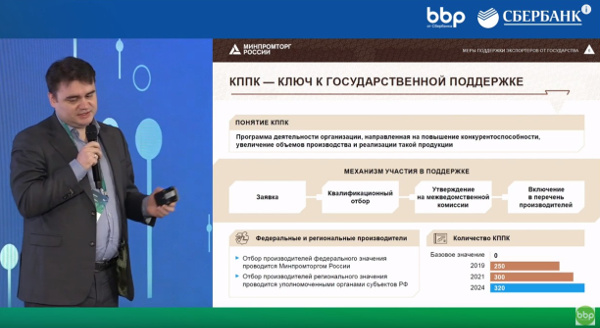 bbp
от Сбербанка
СБЕРБАНК
МИНПРОМТОРГ
РОССИИ
МЕРЫ ПОДДЕРЖКИ ЭКСПОРТЕРОВ ОТ ГОСУДАРСТВА
КППК — КЛЮЧ К ГОСУДАРСТВЕННОЙ ПОДДЕРЖКЕ
ПОНЯТИЕ КППК
Программа деятельности организации, направленная на повышение конкурентоспособности,
увеличение объемов производства и реализации такой продукции
МЕХАНИЗМ УЧАСТИЯ В ПОДДЕРЖКЕ
Заявка
Квалификационный
отбор
Утверждение
на межведомственной
комиссии
Включение
в перечень
производителей
Федеральные и региональные производители
Отбор производителей федерального значения
проводится Минпромторгом России
Отбор производителей регионального значения
проводится уполномоченными органами субъектов РФ
Количество КППК
Базовое значение 0
2019 250
2021 300
2024 320
bbp